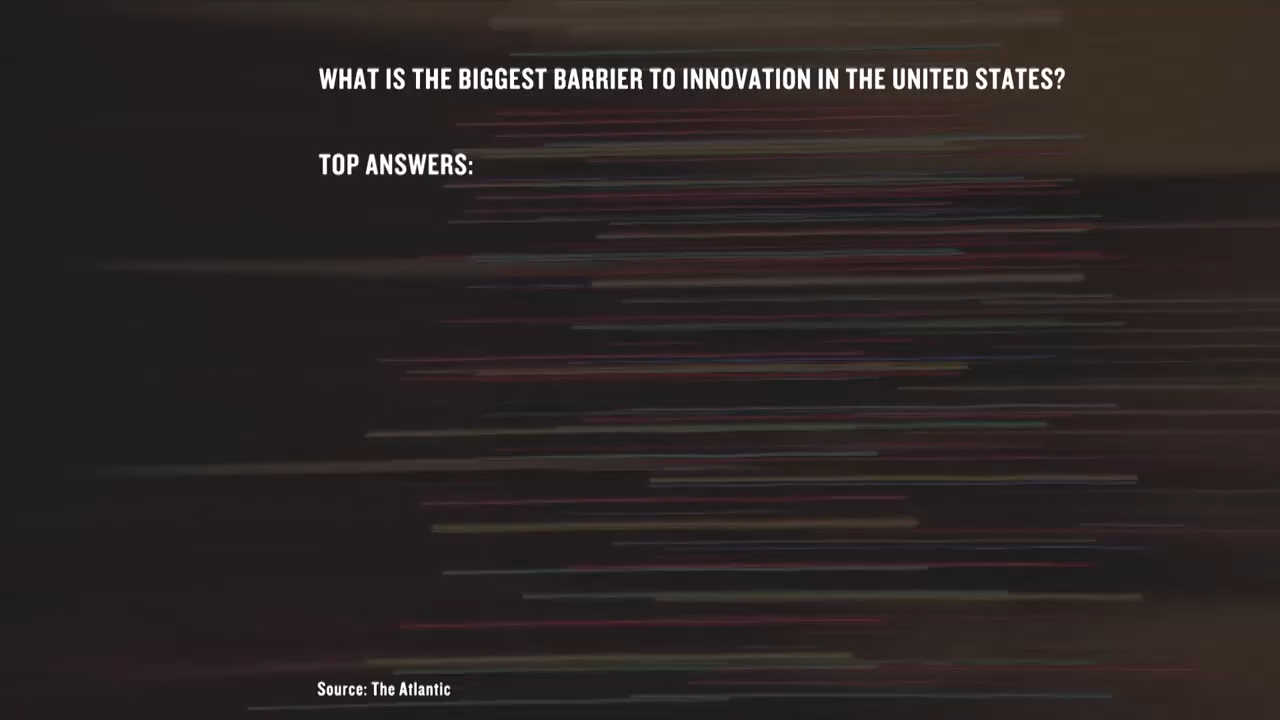 WHAT IS THE BIGGEST BARRIER TO INNOVATION IN THE UNITED STATES?
TOP ANSWERS:
Source: The Atlantic